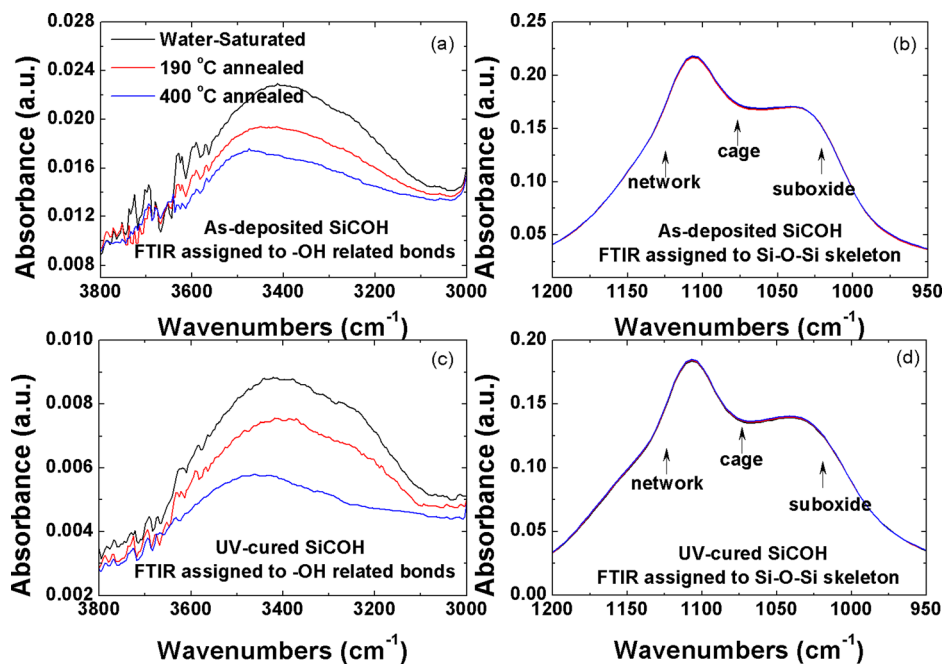 0.028
0.024
0.020
0.016
0.012
0.008
Absorbance (a.u.)
Water-Saturated
190 °C annealed
400 °C annealed
(a)
As-deposited SiCOH
FTIR assigned to -OH related bonds
3800 3600 3400 3200 3000
Wavenumbers (cm⁻¹)
0.25
0.20
0.15
0.10
0.05
Absorbance (a.u.)
(b)
network
cage
suboxide
As-deposited SiCOH
FTIR assigned to Si-O-Si skeleton
1200 1150 1100 1050 1000 950
Wavenumbers (cm⁻¹)
0.010
0.008
0.006
0.004
0.002
Absorbance (a.u.)
(c)
UV-cured SiCOH
FTIR assigned to -OH related bonds
3800 3600 3400 3200 3000
Wavenumbers (cm⁻¹)
0.20
0.15
0.10
0.05
0.00
Absorbance (a.u.)
(d)
network
cage
suboxide
UV-cured SiCOH
FTIR assigned to Si-O-Si skeleton
1200 1150 1100 1050 1000 950
Wavenumbers (cm⁻¹)